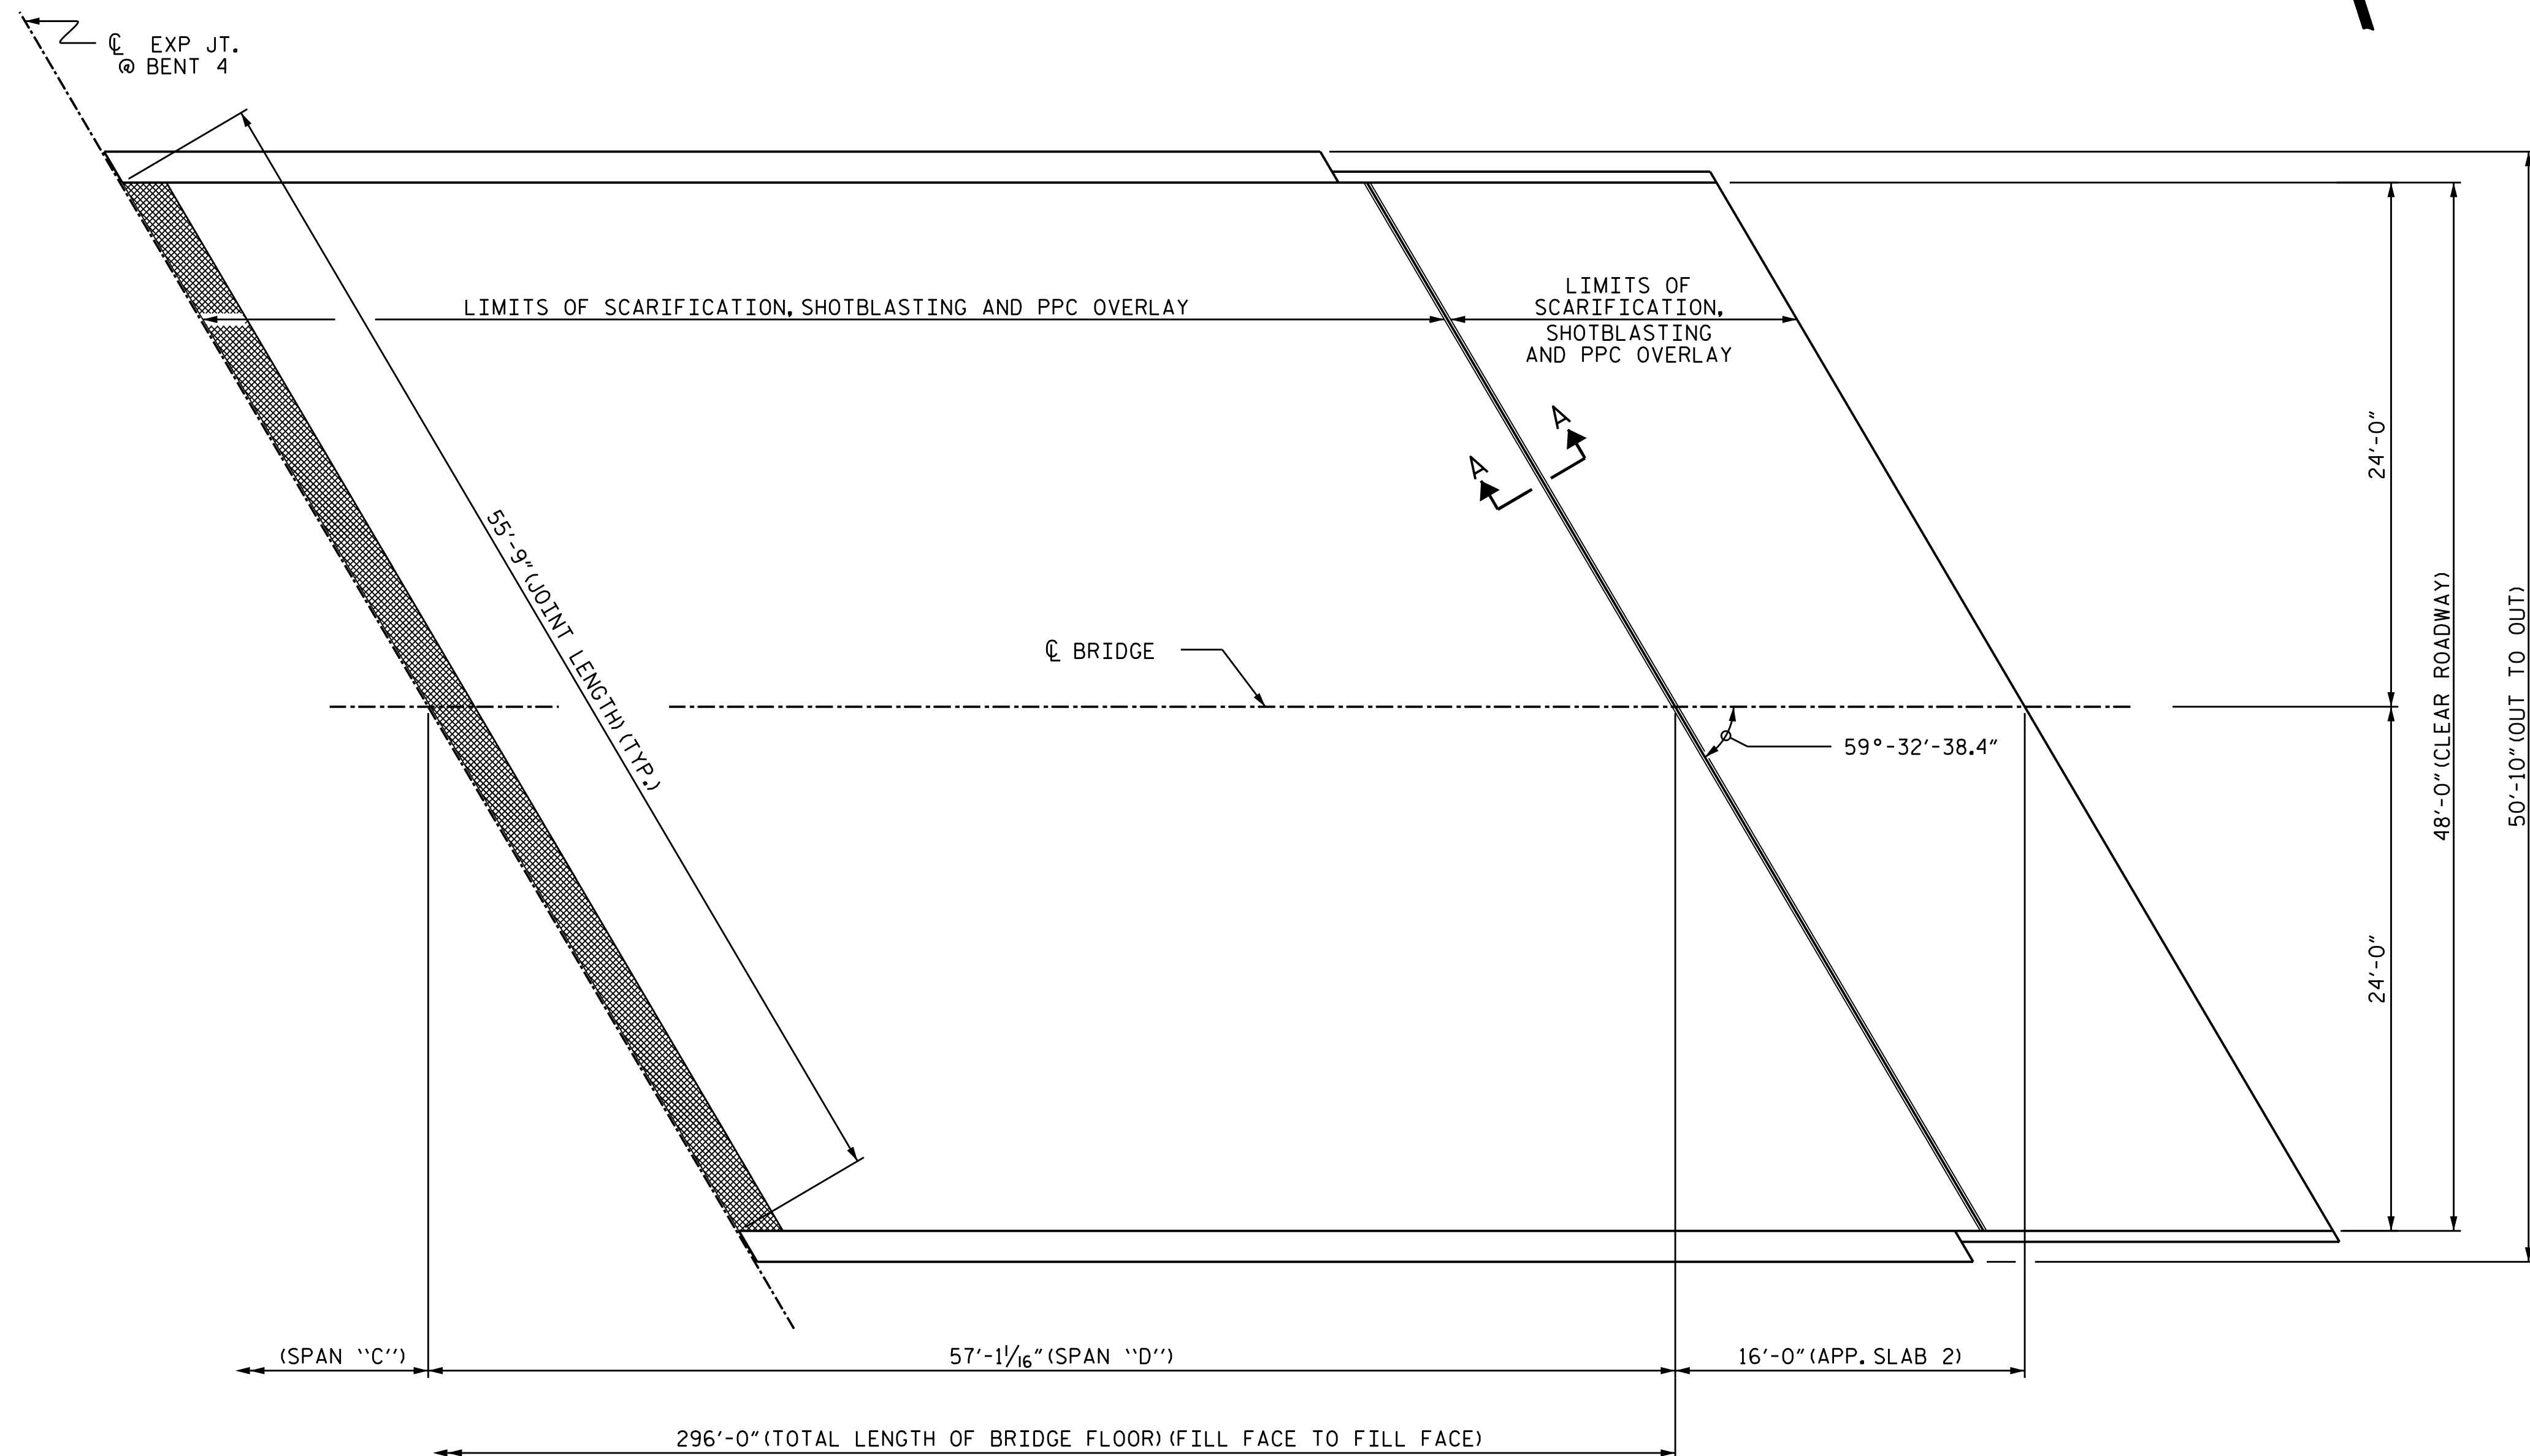 ℄ EXP JT.
@ BENT 4
LIMITS OF SCARIFICATION, SHOTBLASTING AND PPC OVERLAY
LIMITS OF
SCARIFICATION,
SHOTBLASTING
AND PPC OVERLAY
A
A
55'-9" (JOINT LENGTH) (TYP.)
℄ BRIDGE
59°-32'-38.4"
24'-0"
24'-0"
48'-0" (CLEAR ROADWAY)
50'-10" (OUT TO OUT)
(SPAN ``C'')
57'-1 1/16" (SPAN ``D'')
16'-0" (APP. SLAB 2)
296'-0" (TOTAL LENGTH OF BRIDGE FLOOR) (FILL FACE TO FILL FACE)